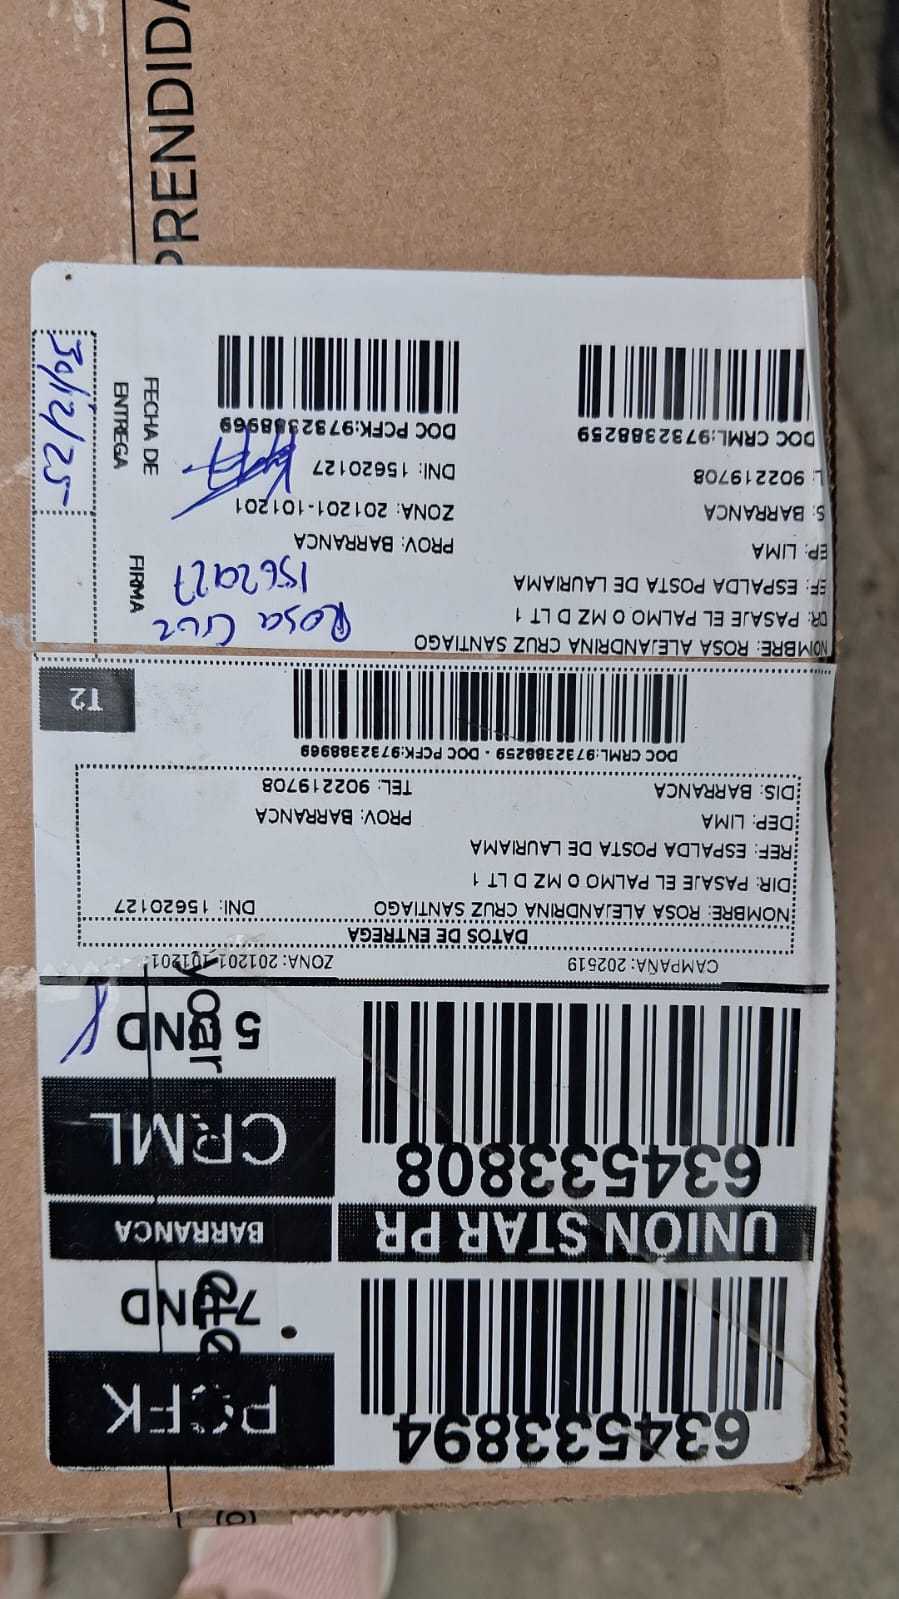 634533894
PCFK
7 UND
UNION STAR PR
BARRANCA
634533808
CRML
5 UND
CAMPAÑA: 202519 ZONA: 201201-101201
DATOS DE ENTREGA
NOMBRE: ROSA ALEJANDRINA CRUZ SANTIAGO DNI: 15620127
DIR: PASAJE EL PALMO O MZ D LT 1
REF: ESPALDA POSTA DE LAURIAMA
DEP: LIMA PROV: BARRANCA
DIS: BARRANCA TEL: 902219708
DOC CRML:9732388259 - DOC PCFK:9732388969
T2
NOMBRE: ROSA ALEJANDRINA CRUZ SANTIAGO
DR: PASAJE EL PALMO O MZ D LT 1
EF: ESPALDA POSTA DE LAURIAMA
EP: LIMA PROV: BARRANCA
S: BARRANCA ZONA: 201201-101201
L: 902219708 DNI: 15620127
DOC CRML:9732388259 DOC PCFK:9732388969
Rosa Cruz
15620127
FIRMA
FECHA DE
ENTREGA
30/12/25
PRENDIDA